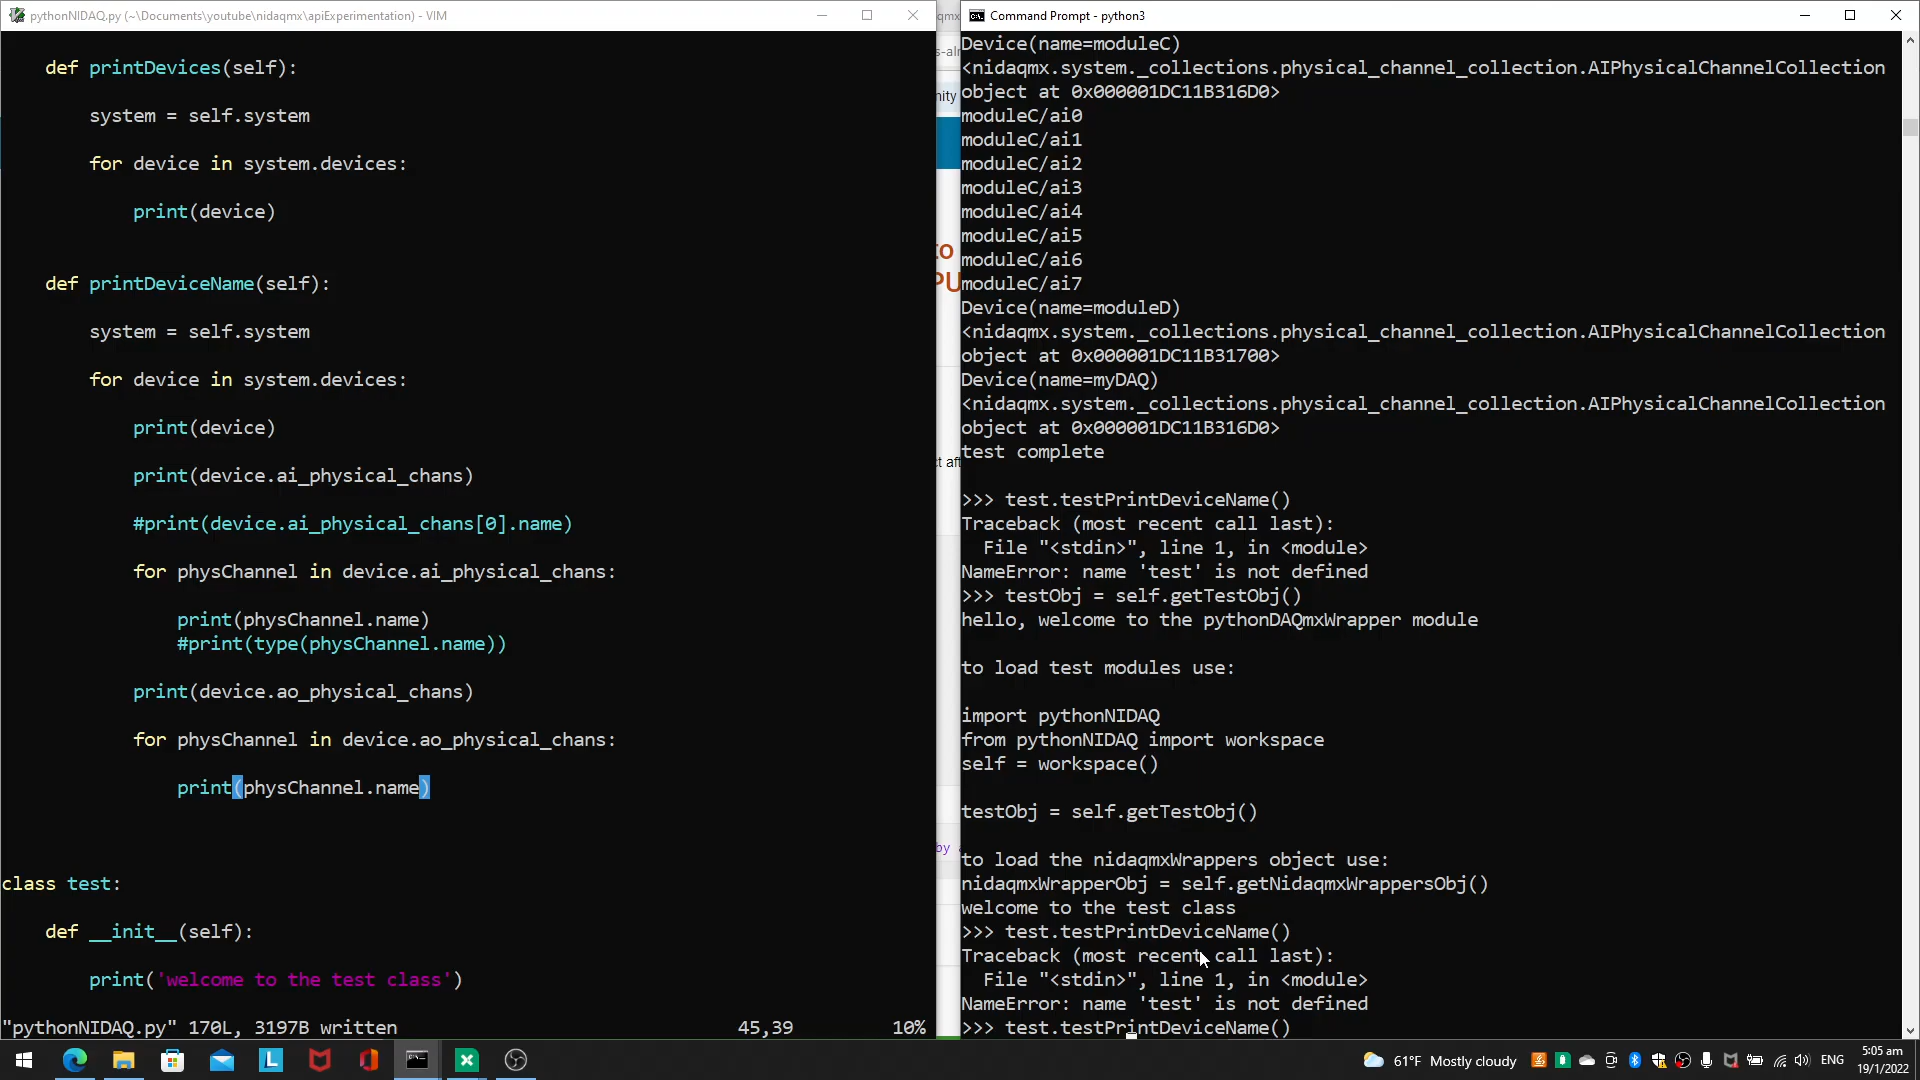 pythonNIDAQ.py (~\Documents\youtube\nidaqmx\apiExperimentation) - VIM
def printDevices(self):
system = self.system
for device in system.devices:
print(device)
def printDeviceName(self):
system = self.system
for device in system.devices:
print(device)
print(device.ai_physical_chans)
#print(device.ai_physical_chans[0].name)
for physChannel in device.ai_physical_chans:
print(physChannel.name)
#print(type(physChannel.name))
print(device.ao_physical_chans)
for physChannel in device.ao_physical_chans:
print(physChannel.name)
class test:
def __init__(self):
print('welcome to the test class')
"pythonNIDAQ.py" 170L, 3197B written 45,39 10%
to
by
Command Prompt - python3
Device(name=moduleC)
<nidaqmx.system._collections.physical_channel_collection.AIPhysicalChannelCollection
object at 0x000001DC11B316D0>
moduleC/ai0
moduleC/ai1
moduleC/ai2
moduleC/ai3
moduleC/ai4
moduleC/ai5
moduleC/ai6
moduleC/ai7
Device(name=moduleD)
<nidaqmx.system._collections.physical_channel_collection.AIPhysicalChannelCollection
object at 0x000001DC11B31700>
Device(name=myDAQ)
<nidaqmx.system._collections.physical_channel_collection.AIPhysicalChannelCollection
object at 0x000001DC11B316D0>
test complete
>>> test.testPrintDeviceName()
Traceback (most recent call last):
File "<stdin>", line 1, in <module>
NameError: name 'test' is not defined
>>> testObj = self.getTestObj()
hello, welcome to the pythonDAQmxWrapper module
to load test modules use:
import pythonNIDAQ
from pythonNIDAQ import workspace
self = workspace()
testObj = self.getTestObj()
to load the nidaqmxWrappers object use:
nidaqmxWrapperObj = self.getNidaqmxWrappersObj()
welcome to the test class
>>> test.testPrintDeviceName()
Traceback (most recent call last):
File "<stdin>", line 1, in <module>
NameError: name 'test' is not defined
>>> test.testPrintDeviceName()
61°F Mostly cloudy ENG
5:05 am
19/1/2022